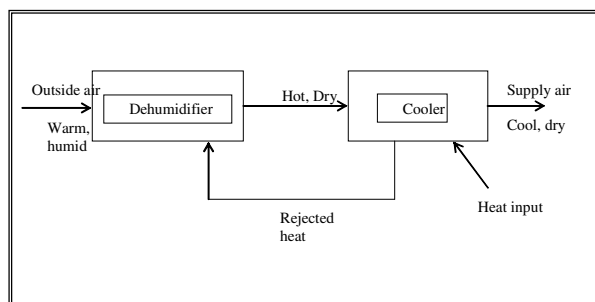 Outside air
Warm,
humid
Dehumidifier
Hot, Dry
Cooler
Supply air
Cool, dry
Rejected
heat
Heat input